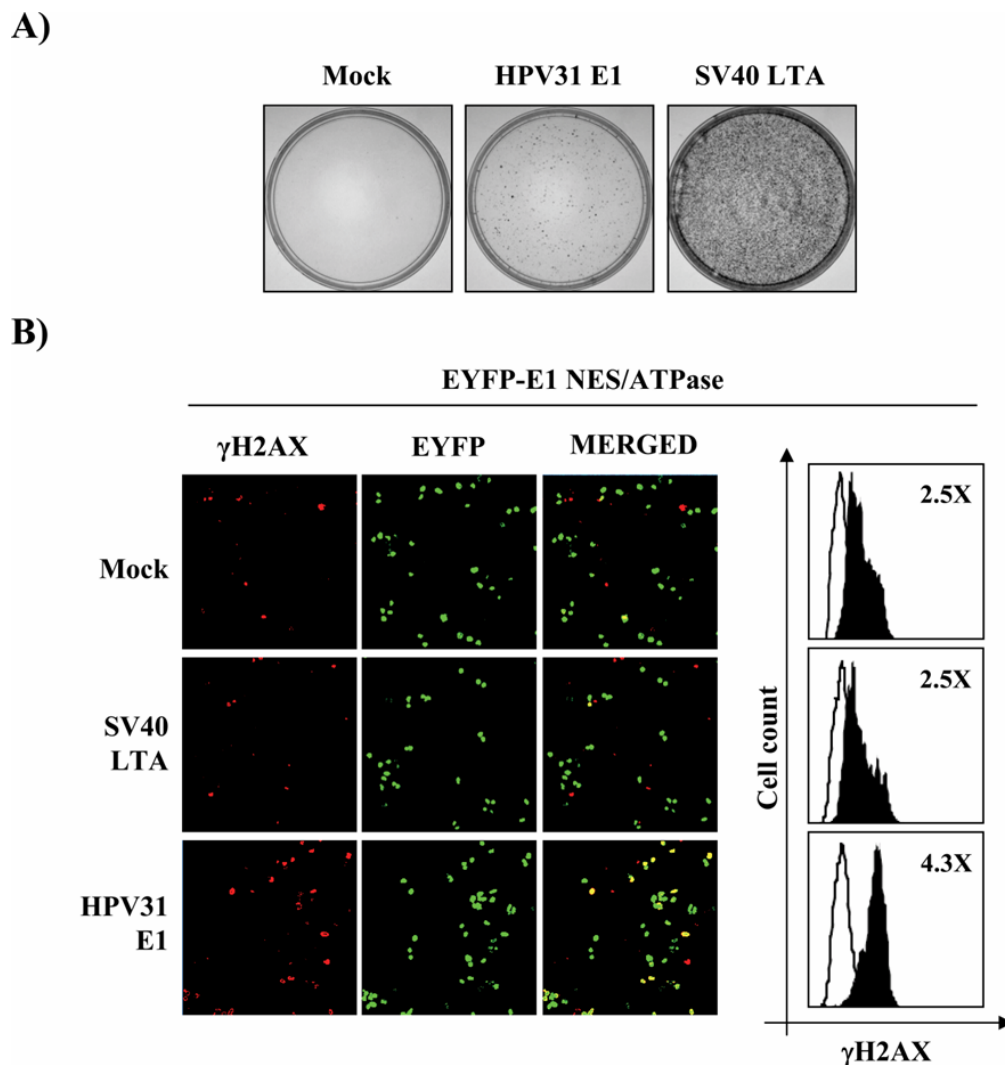 A)
Mock HPV31 E1 SV40 LTA
B)
EYFP-E1 NES/ATPase
γH2AX EYFP MERGED
Mock
SV40
LTA
HPV31
E1
2.5X
2.5X
4.3X
Cell count
γH2AX